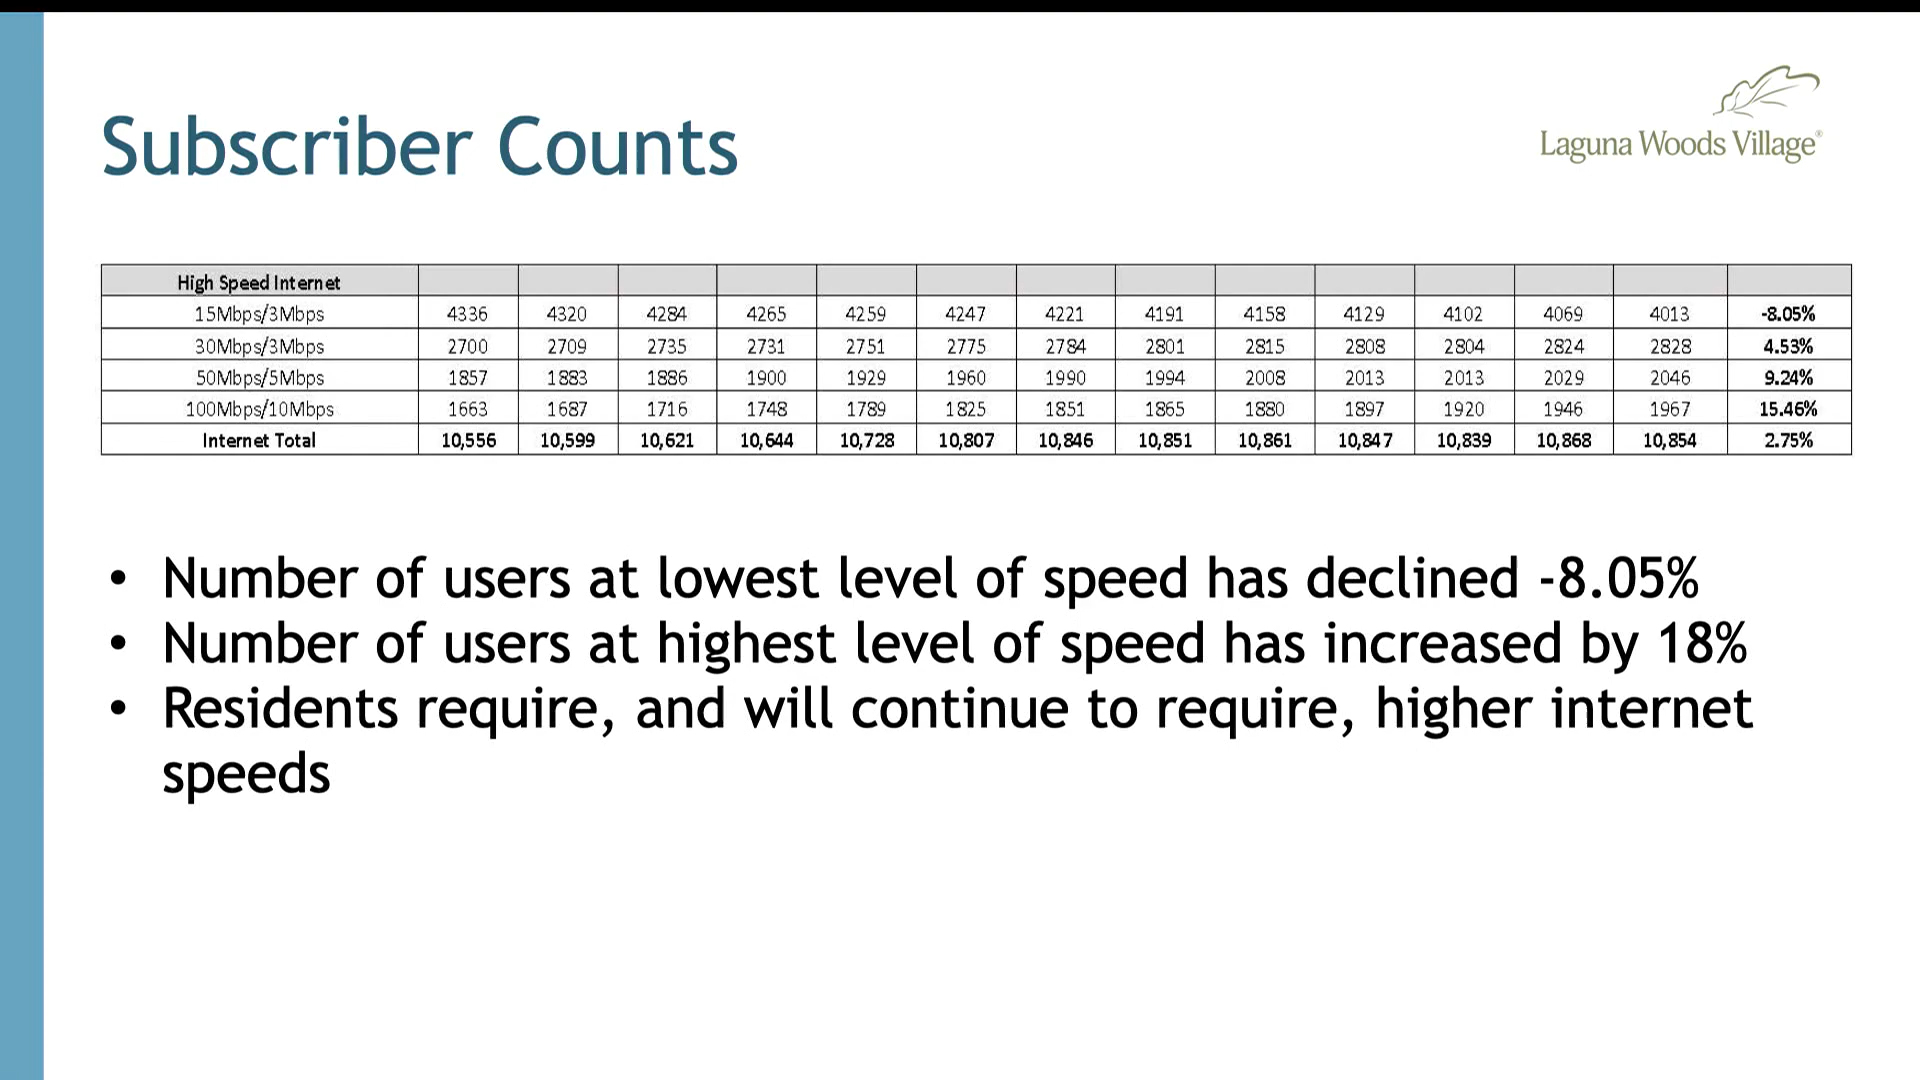 Subscriber Counts
Laguna Woods Village®
High Speed Internet
15Mbps/3Mbps 4336 4320 4284 4265 4259 4247 4221 4191 4158 4129 4102 4069 4013 -8.05%
30Mbps/3Mbps 2700 2709 2735 2731 2751 2775 2784 2801 2815 2808 2804 2824 2828 4.53%
50Mbps/5Mbps 1857 1883 1886 1900 1929 1960 1990 1994 2008 2013 2013 2029 2046 9.24%
100Mbps/10Mbps 1663 1687 1716 1748 1789 1825 1851 1865 1880 1897 1920 1946 1967 15.46%
Internet Total 10,556 10,599 10,621 10,644 10,728 10,807 10,846 10,851 10,861 10,847 10,839 10,868 10,854 2.75%
• Number of users at lowest level of speed has declined -8.05%
• Number of users at highest level of speed has increased by 18%
• Residents require, and will continue to require, higher internet
speeds